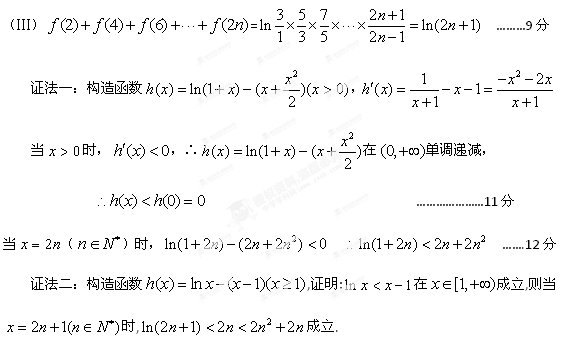 (III) f(2)+f(4)+f(6)+⋯+f(2n)=ln 3/1×5/3×7/5×⋯×(2n+1)/(2n−1)=ln(2n+1) ………9 分
证法一：构造函数 h(x)=ln(1+x)−(x+x²/2)(x>0)，h′(x)=1/(x+1)−x−1=(−x²−2x)/(x+1)
当 x>0时，h′(x)<0，∴h(x)=ln(1+x)−(x+x²/2)在(0,+∞)单调递减，
∴h(x)<h(0)=0 …………………11 分
当 x=2n（n∈N*）时，ln(1+2n)−(2n+2n²)<0 ∴ln(1+2n)<2n+2n² …….12 分
证法二：构造函数h(x)=ln x−(x−1)(x≥1),证明:ln x<x−1在x∈[1,+∞)成立,则当
x=2n+1(n∈N*)时,ln(2n+1)<2n<2n²+2n成立.